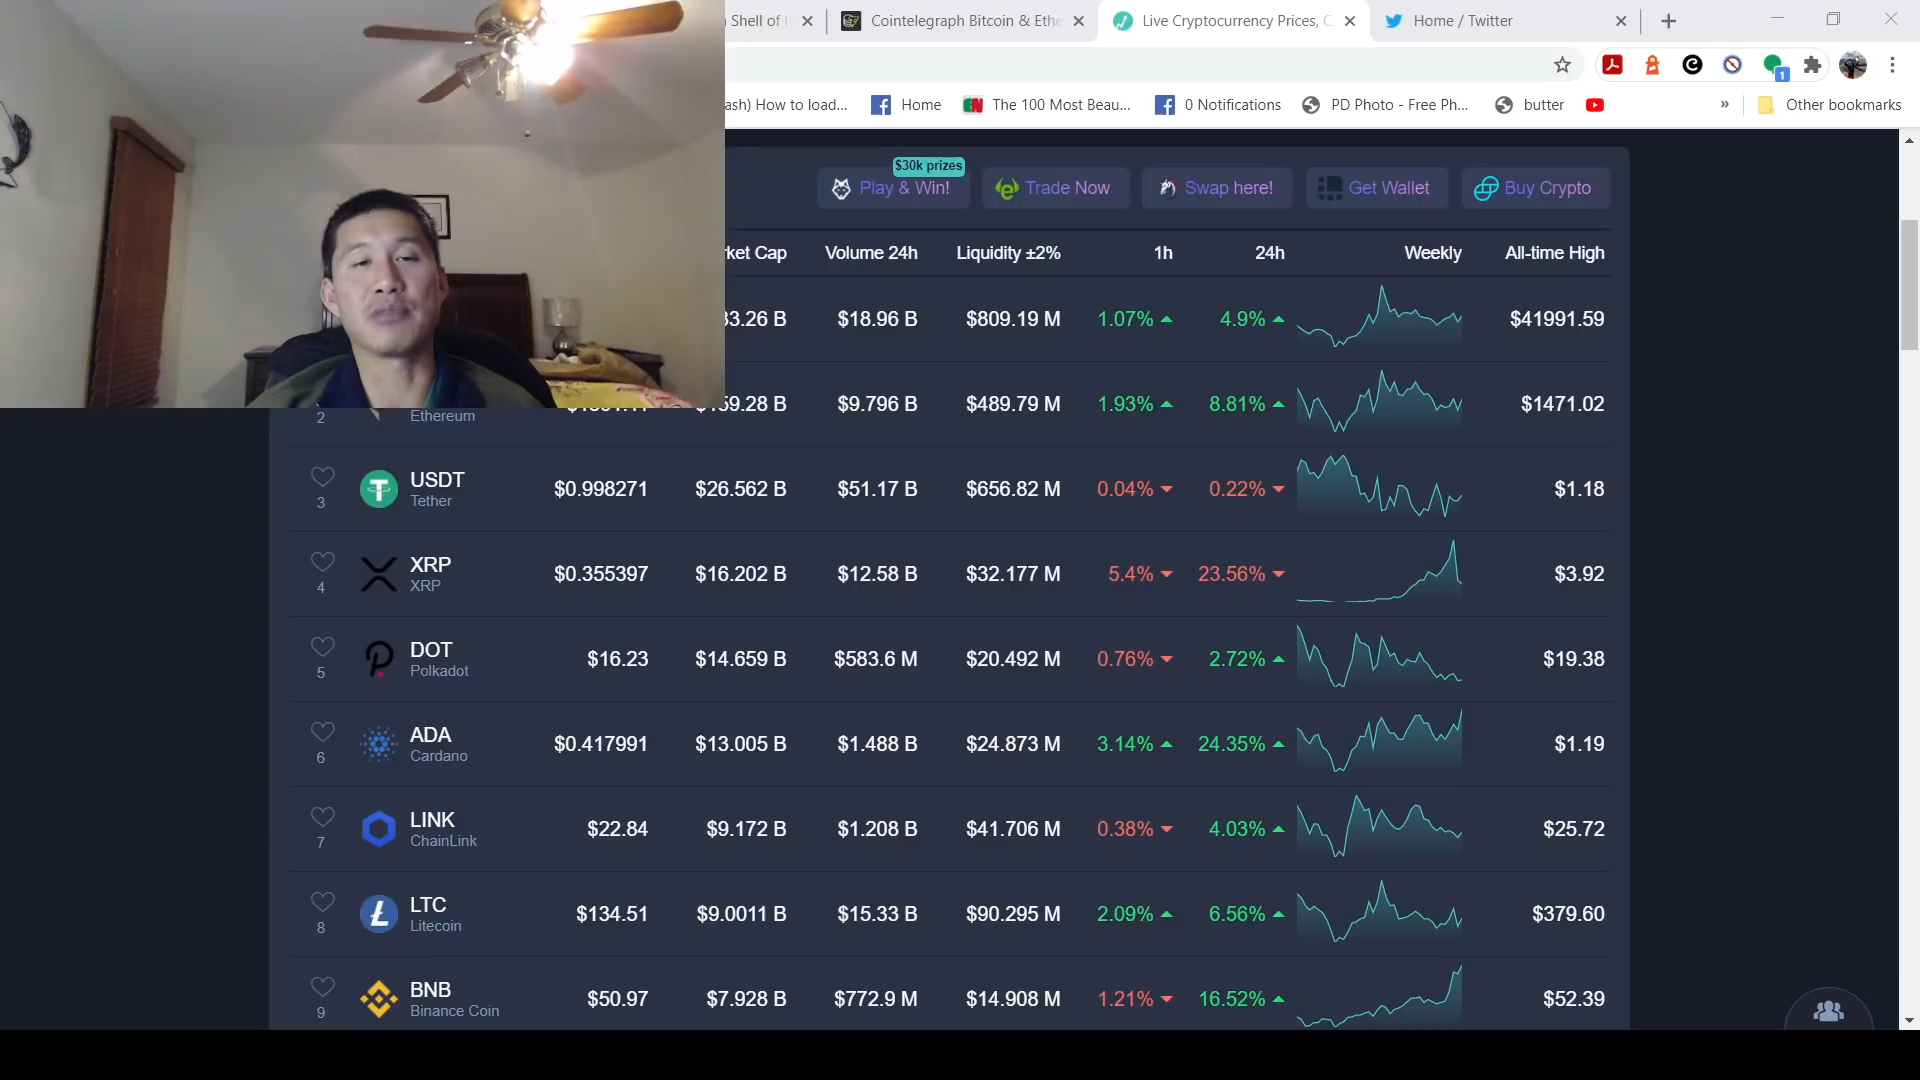 Shell of
Cointelegraph Bitcoin & Ethe
Live Cryptocurrency Prices, C
Home / Twitter
1
ash) How to load...
Home
The 100 Most Beau...
0 Notifications
PD Photo - Free Ph...
butter
»
Other bookmarks
$30k prizes
Play & Win!
Trade Now
Swap here!
Get Wallet
Buy Crypto
ket Cap Volume 24h Liquidity ±2% 1h 24h Weekly All-time High
3.26 B $18.96 B $809.19 M 1.07% 4.9% $41991.59
59.28 B $9.796 B $489.79 M 1.93% 8.81% $1471.02
2 Ethereum
USDT $0.998271 $26.562 B $51.17 B $656.82 M 0.04% 0.22% $1.18
3 Tether
XRP $0.355397 $16.202 B $12.58 B $32.177 M 5.4% 23.56% $3.92
4 XRP
DOT $16.23 $14.659 B $583.6 M $20.492 M 0.76% 2.72% $19.38
5 Polkadot
ADA $0.417991 $13.005 B $1.488 B $24.873 M 3.14% 24.35% $1.19
6 Cardano
LINK $22.84 $9.172 B $1.208 B $41.706 M 0.38% 4.03% $25.72
7 ChainLink
LTC $134.51 $9.0011 B $15.33 B $90.295 M 2.09% 6.56% $379.60
8 Litecoin
BNB $50.97 $7.928 B $772.9 M $14.908 M 1.21% 16.52% $52.39
9 Binance Coin